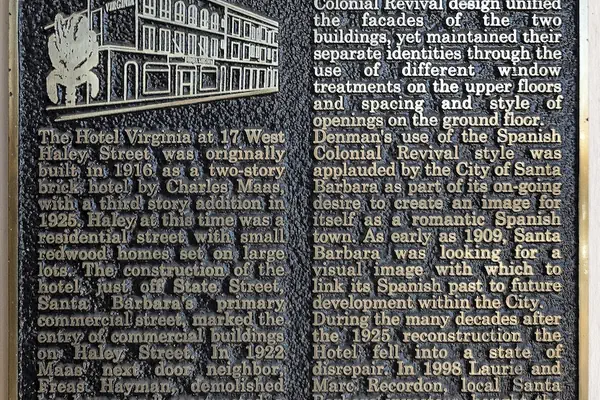 VIRGINIA
The Hotel Virginia at 17 West
Haley Street was originally
built in 1916 as a two-story
brick hotel by Charles Maas,
with a third story addition in
1925. Haley at this time was a
residential street with small
redwood homes set on large
lots. The construction of the
hotel, just off State Street,
Santa Barbara's primary
commercial street, marked the
entry of commercial buildings
on Haley Street. In 1922
Maas' next door neighbor,
Freas Hayman, demolished
Colonial Revival design unified
the facades of the two
buildings, yet maintained their
separate identities through the
use of different window
treatments on the upper floors
and spacing and style of
openings on the ground floor.
Denman's use of the Spanish
Colonial Revival style was
applauded by the City of Santa
Barbara as part of its on-going
desire to create an image for
itself as a romantic Spanish
town. As early as 1909, Santa
Barbara was looking for a
visual image with which to
link its Spanish past to future
development within the City.
During the many decades after
the 1925 reconstruction the
Hotel fell into a state of
disrepair. In 1998 Laurie and
Marc Recordon, local Santa